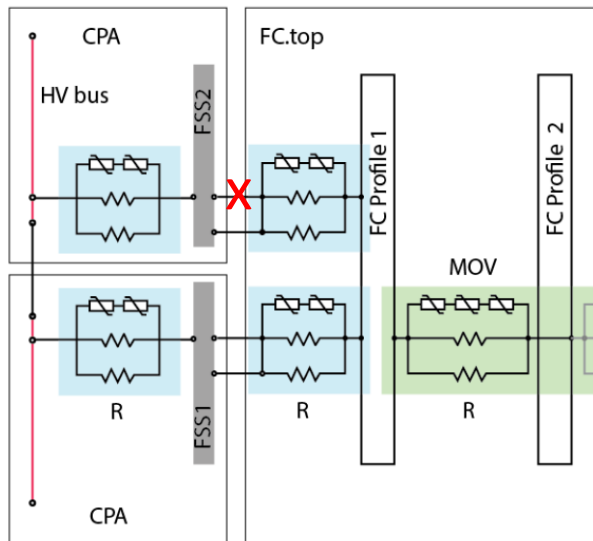 CPA
FC.top
HV bus
FSS2
X
FC Profile 1
FC Profile 2
MOV
R
FSS1
R
R
CPA